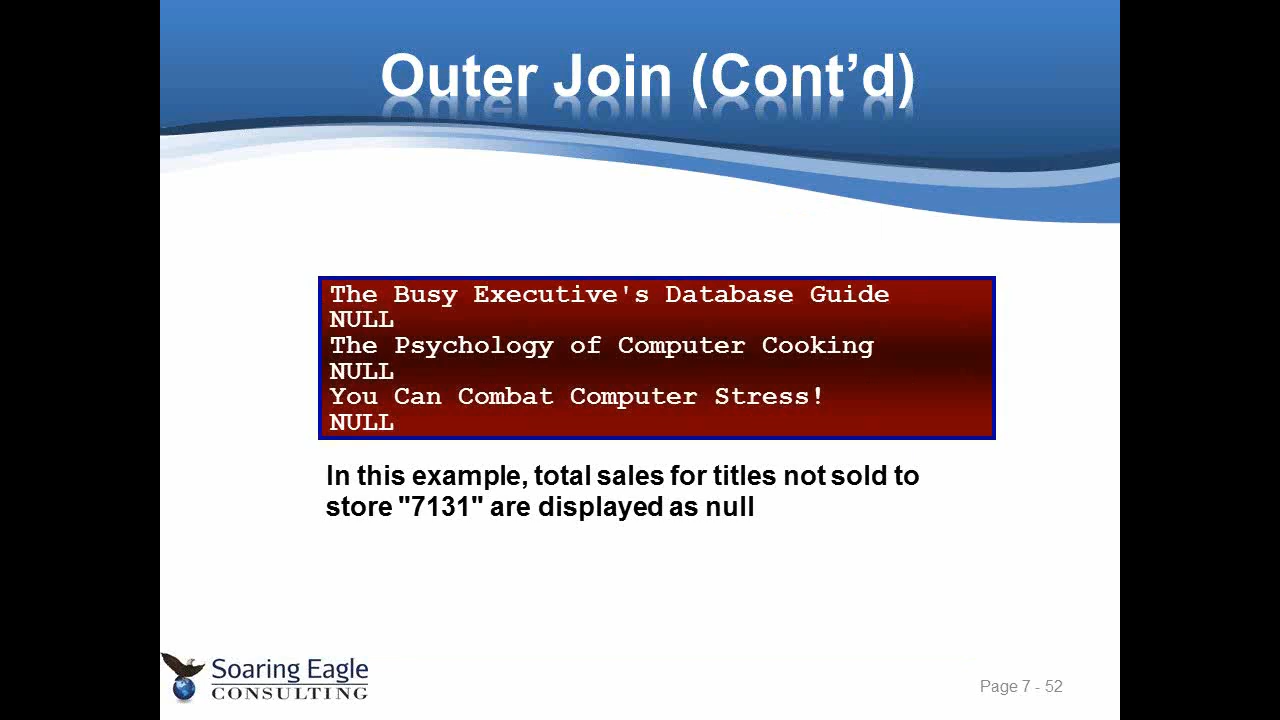 Outer Join (Cont’d)
The Busy Executive's Database Guide
NULL
The Psychology of Computer Cooking
NULL
You Can Combat Computer Stress!
NULL
In this example, total sales for titles not sold to
store "7131" are displayed as null
Soaring Eagle
CONSULTING
Page 7 - 52